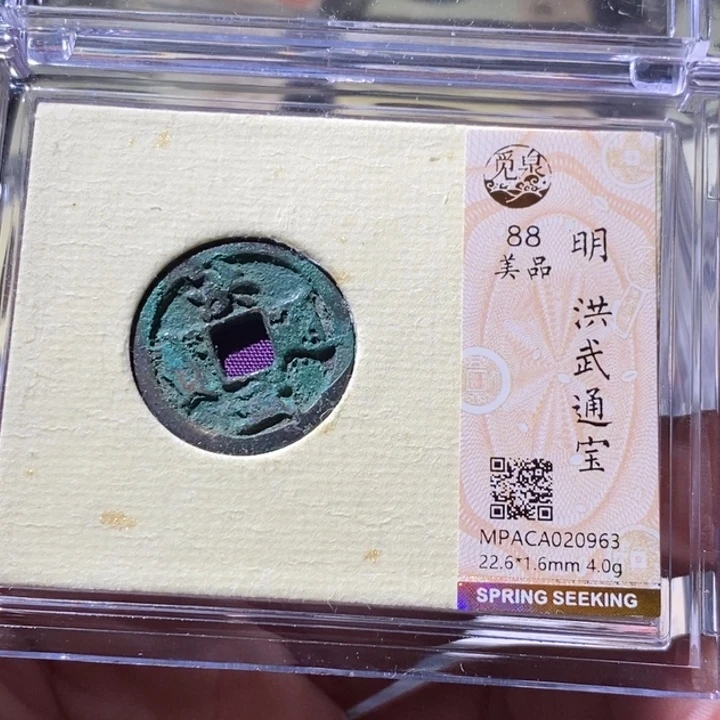 觅泉
88
美品
明 洪武通宝
MPACA020963
22.6*1.6mm 4.0g
SPRING SEEKING